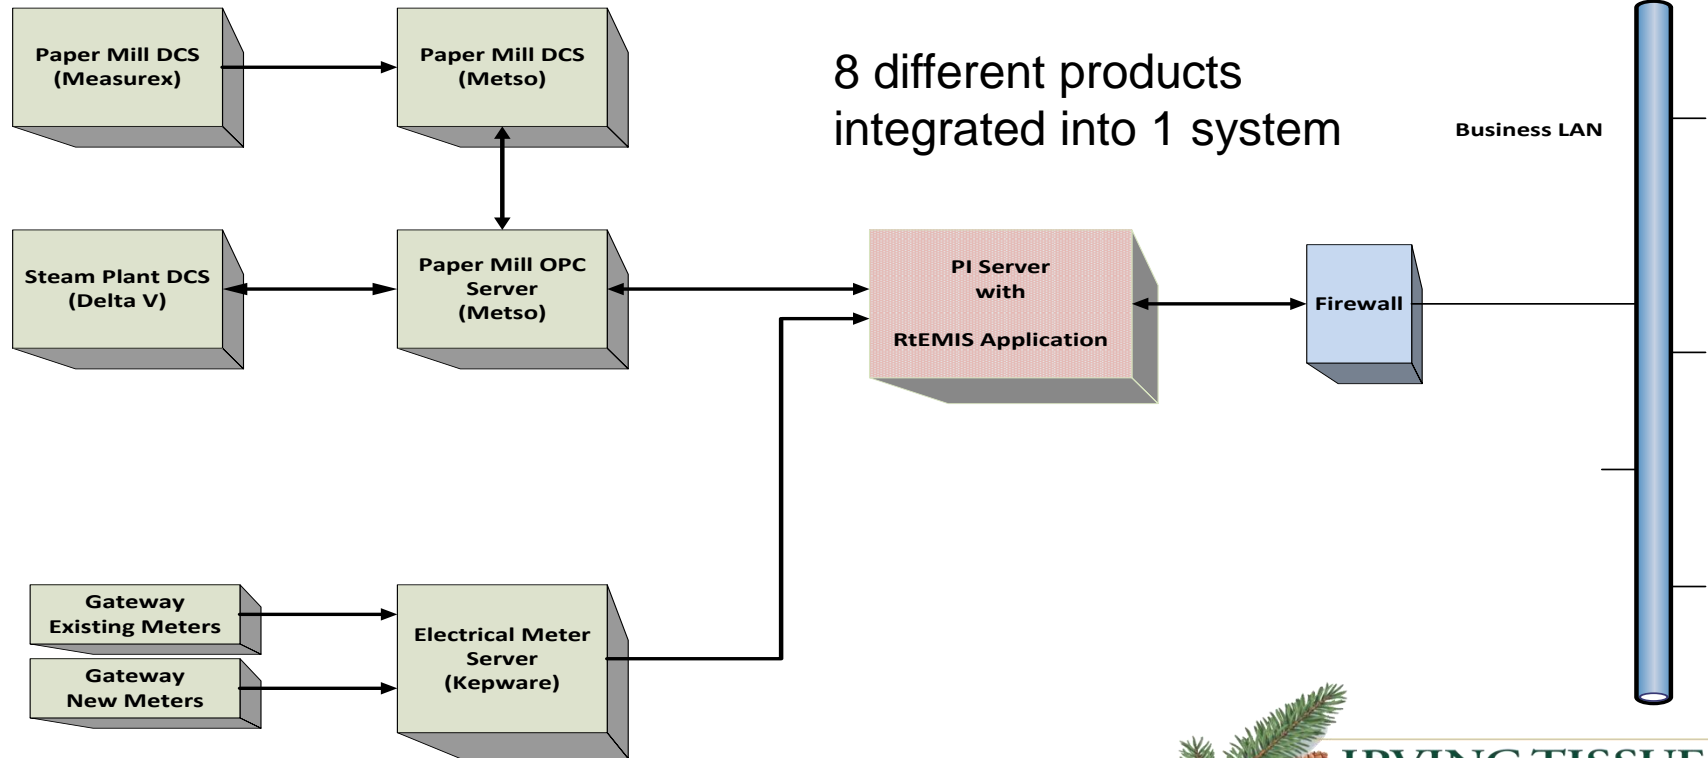 Paper Mill DCS
(Measurex)
Paper Mill DCS
(Metso)
8 different products
integrated into 1 system
Business LAN
Steam Plant DCS
(Delta V)
Paper Mill OPC
Server
(Metso)
PI Server
with
RtEMIS Application
Firewall
Gateway
Existing Meters
Gateway
New Meters
Electrical Meter
Server
(Kepware)
IRVING TISSUE